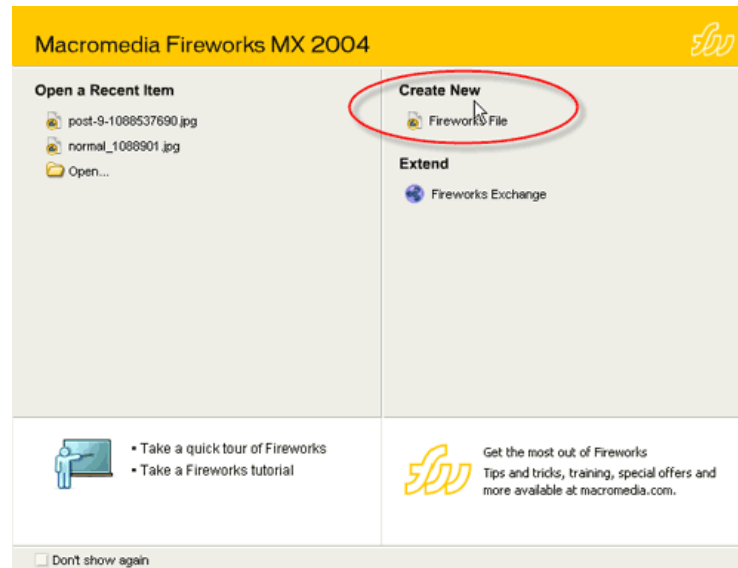 Macromedia Fireworks MX 2004
Open a Recent Item
post-9-1088537690.jpg
normal_1088901.jpg
Open...
Create New
Fireworks File
Extend
Fireworks Exchange
▪ Take a quick tour of Fireworks
▪ Take a Fireworks tutorial
Get the most out of Fireworks
Tips and tricks, training, special offers and
more available at macromedia.com.
Don't show again